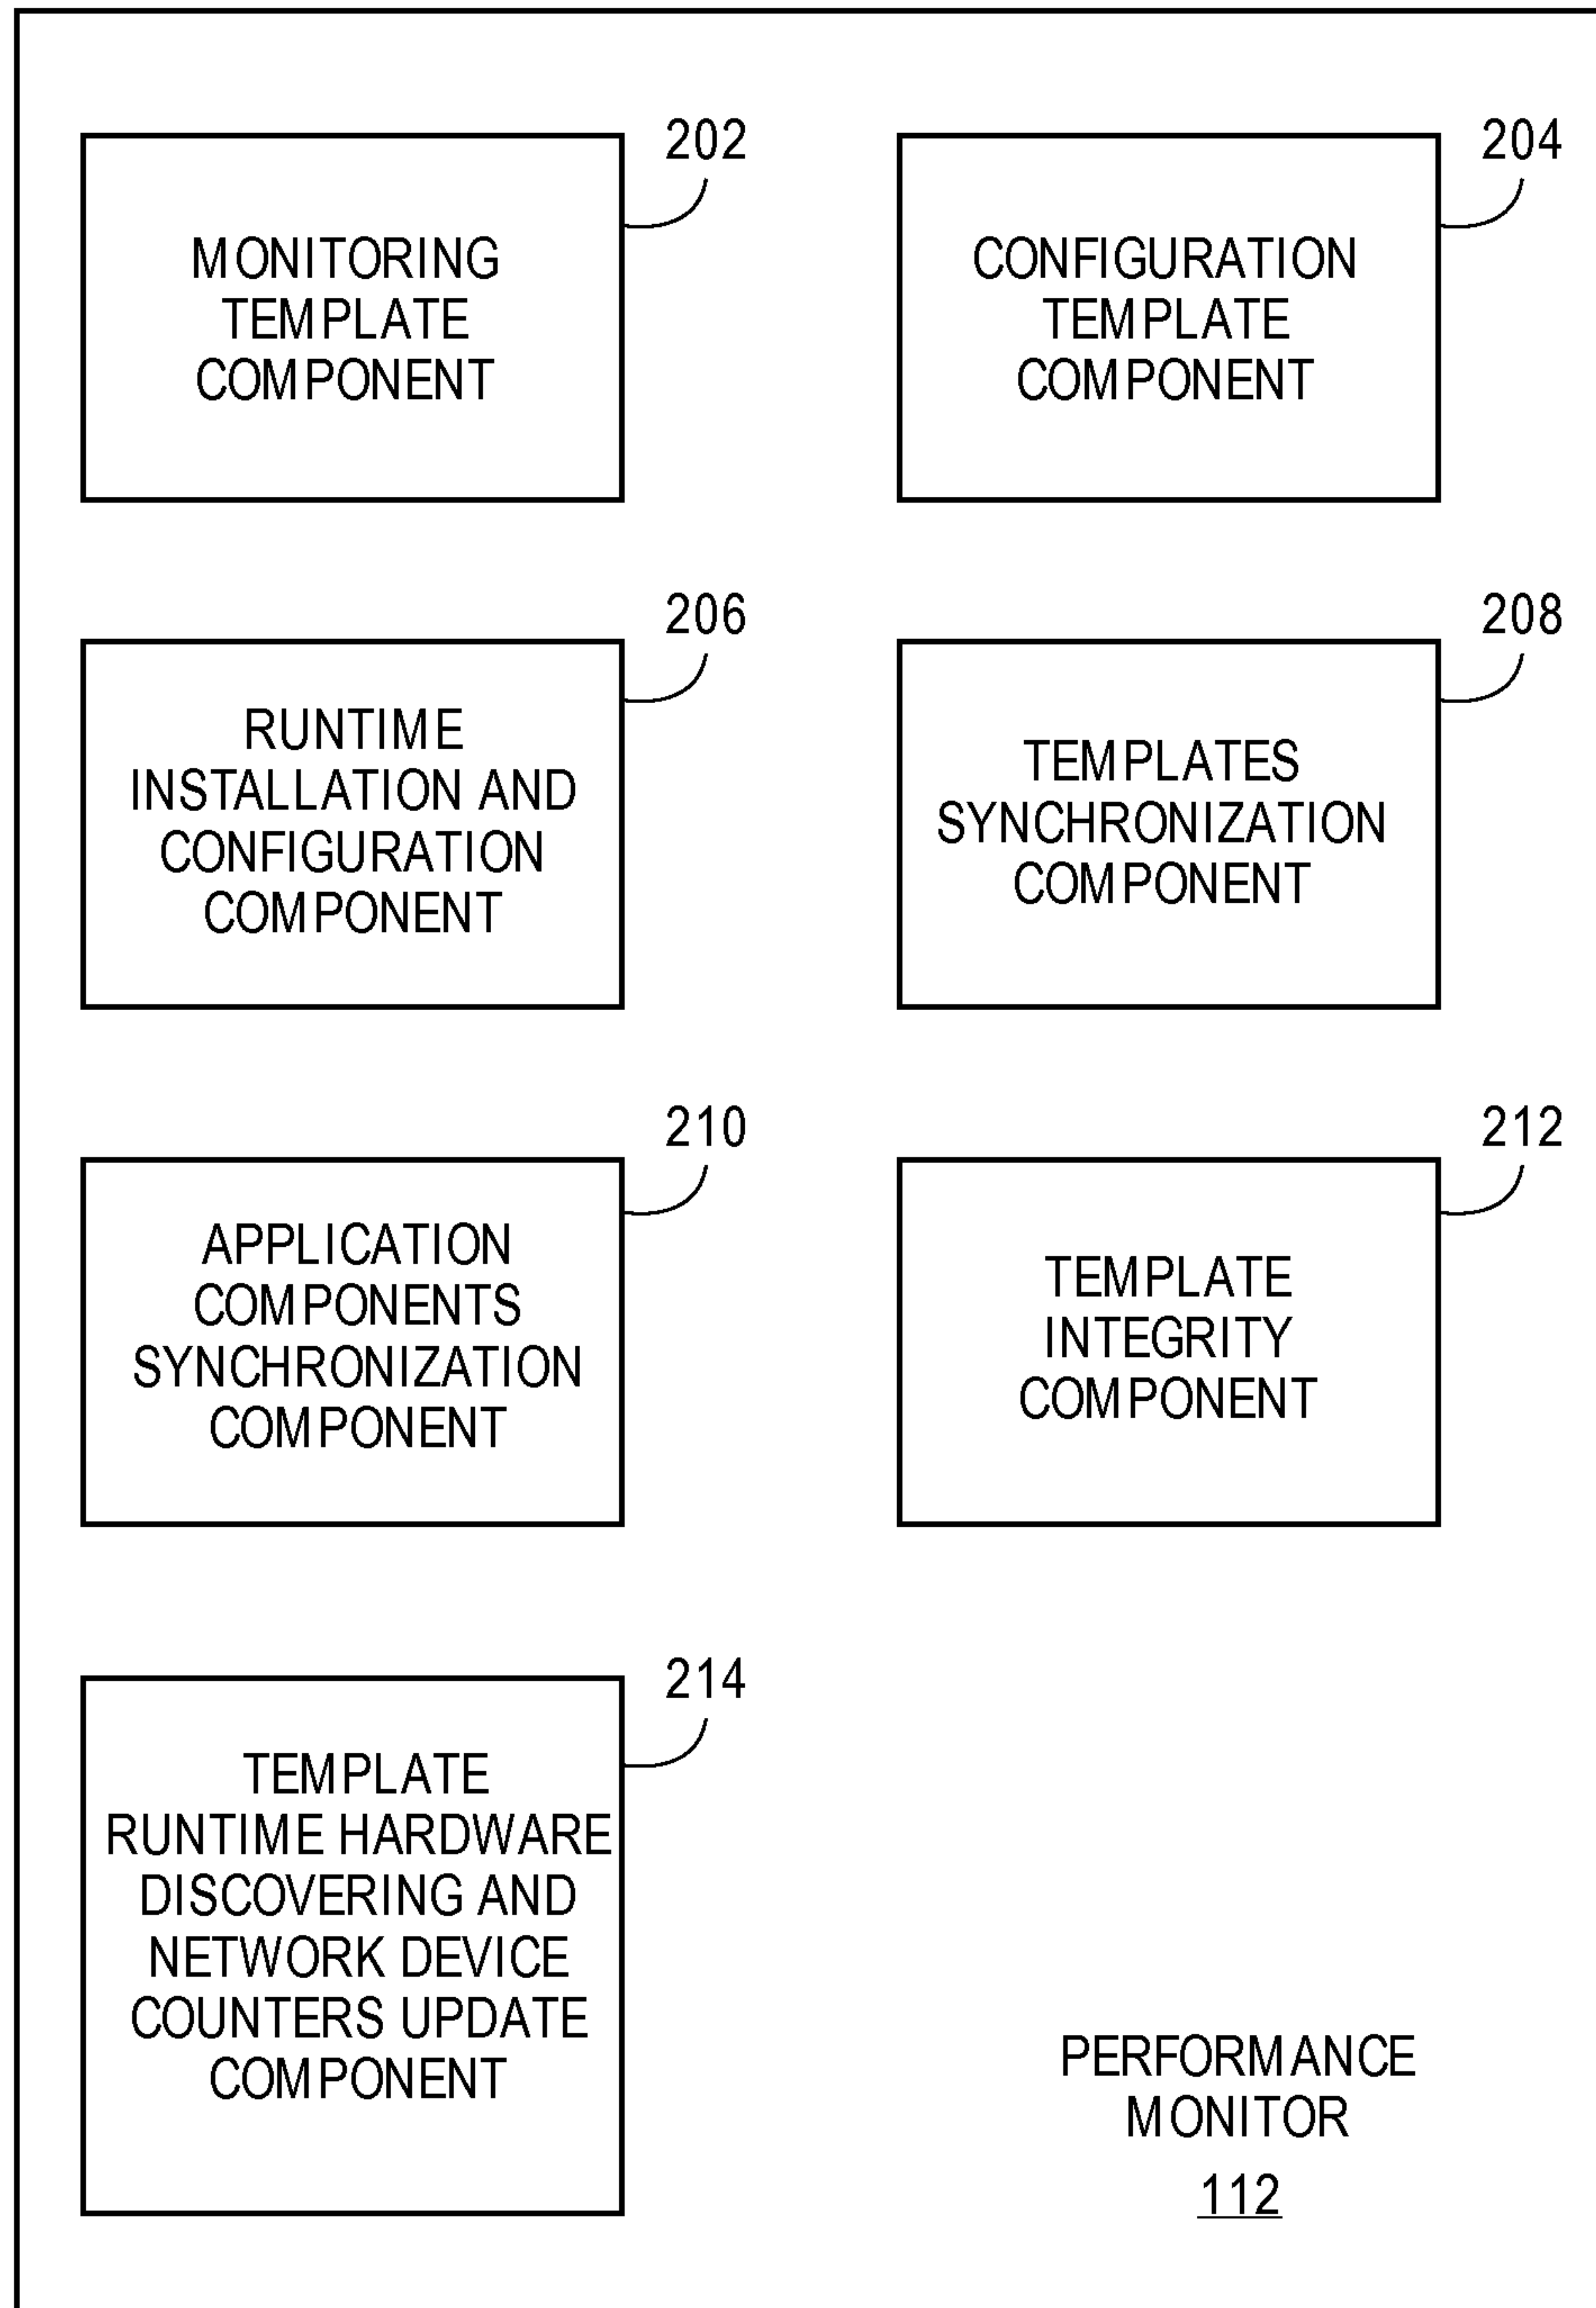 202
MONITORING
TEMPLATE
COMPONENT
204
CONFIGURATION
TEMPLATE
COMPONENT
206
RUNTIME
INSTALLATION AND
CONFIGURATION
COMPONENT
208
TEMPLATES
SYNCHRONIZATION
COMPONENT
210
APPLICATION
COMPONENTS
SYNCHRONIZATION
COMPONENT
212
TEMPLATE
INTEGRITY
COMPONENT
214
TEMPLATE
RUNTIME HARDWARE
DISCOVERING AND
NETWORK DEVICE
COUNTERS UPDATE
COMPONENT
PERFORMANCE
MONITOR
112